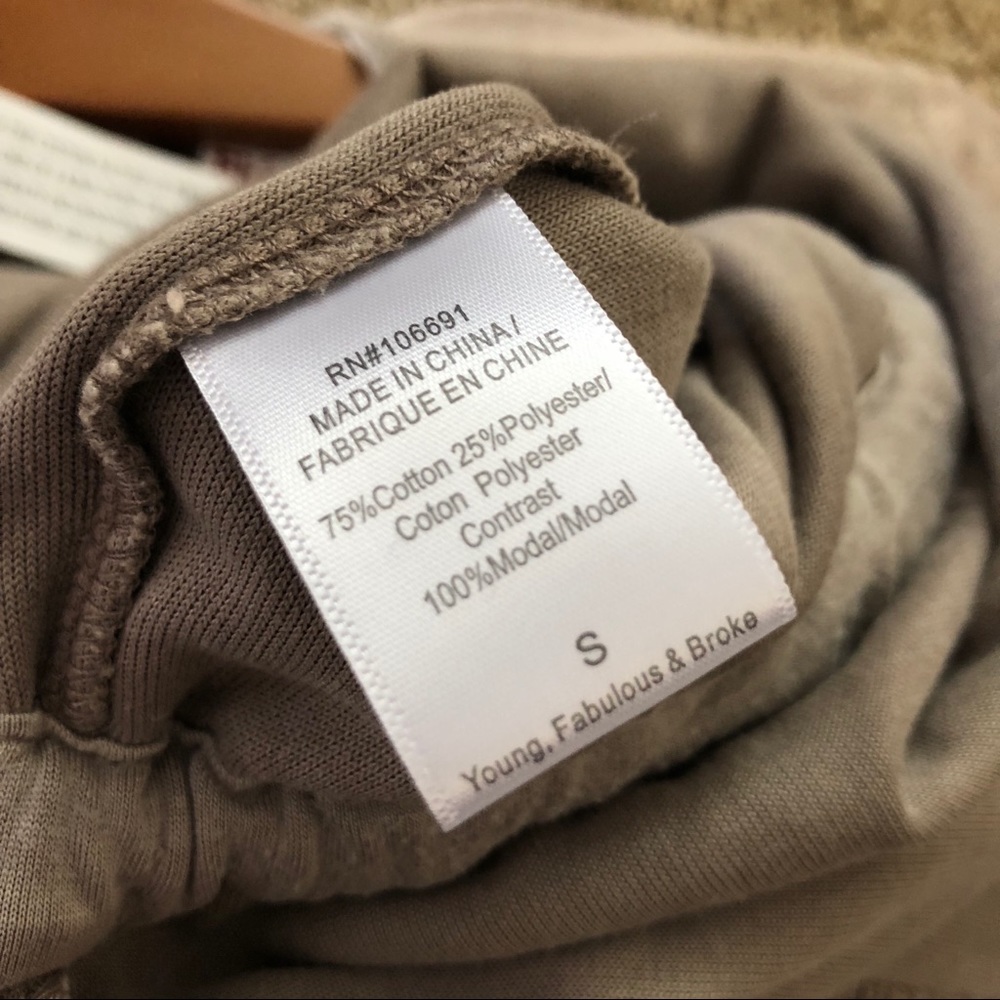 RN#106691
MADE IN CHINA/
FABRIQUE EN CHINE
75%Cotton 25%Polyester/
Coton Polyester
Contrast
100%Modal/Modal
S
Young, Fabulous & Broke